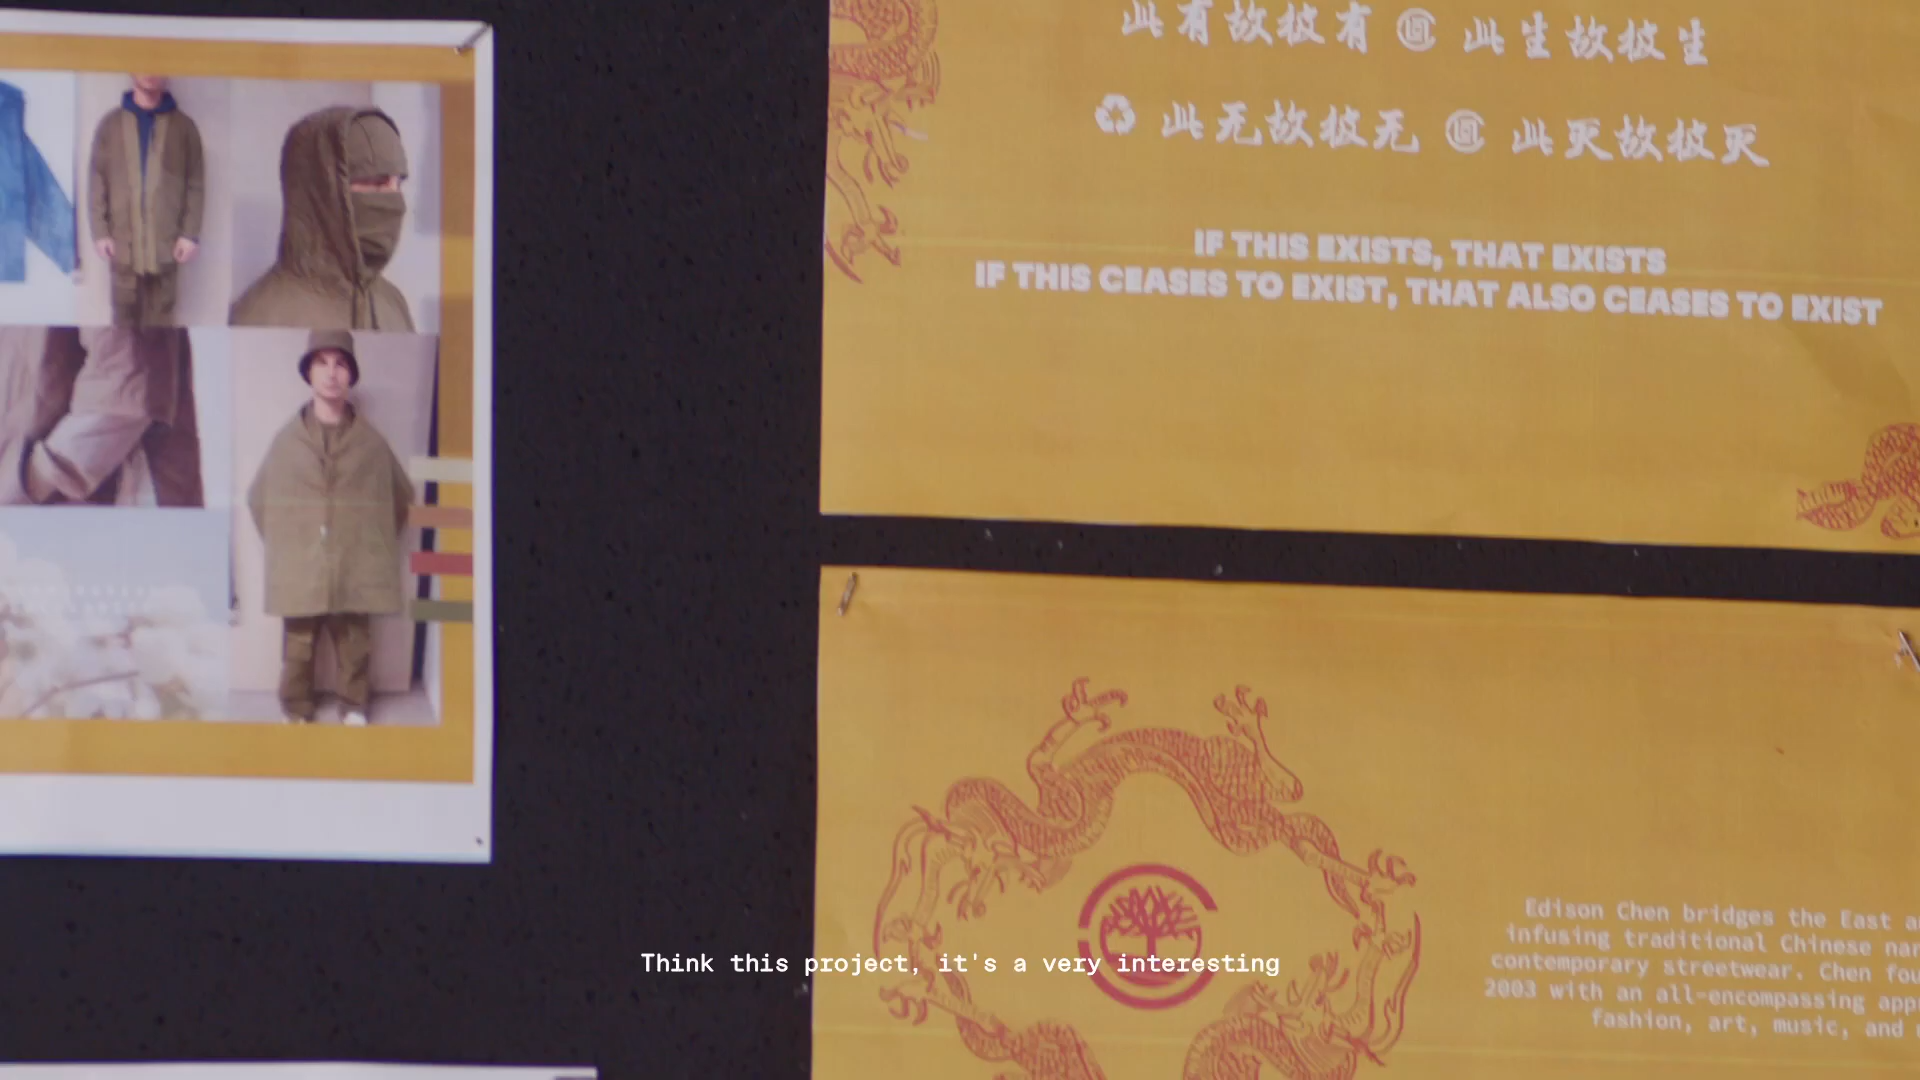 此有故彼有 此生故彼生
此无故彼无 此灭故彼灭
IF THIS EXISTS, THAT EXISTS
IF THIS CEASES TO EXIST, THAT ALSO CEASES TO EXIST
Edison Chen bridges the East
infusing traditional Chinese
contemporary streetwear. Chen
2003 with an all-encompassing
fashion, art, music, and
Think this project, it's a very interesting